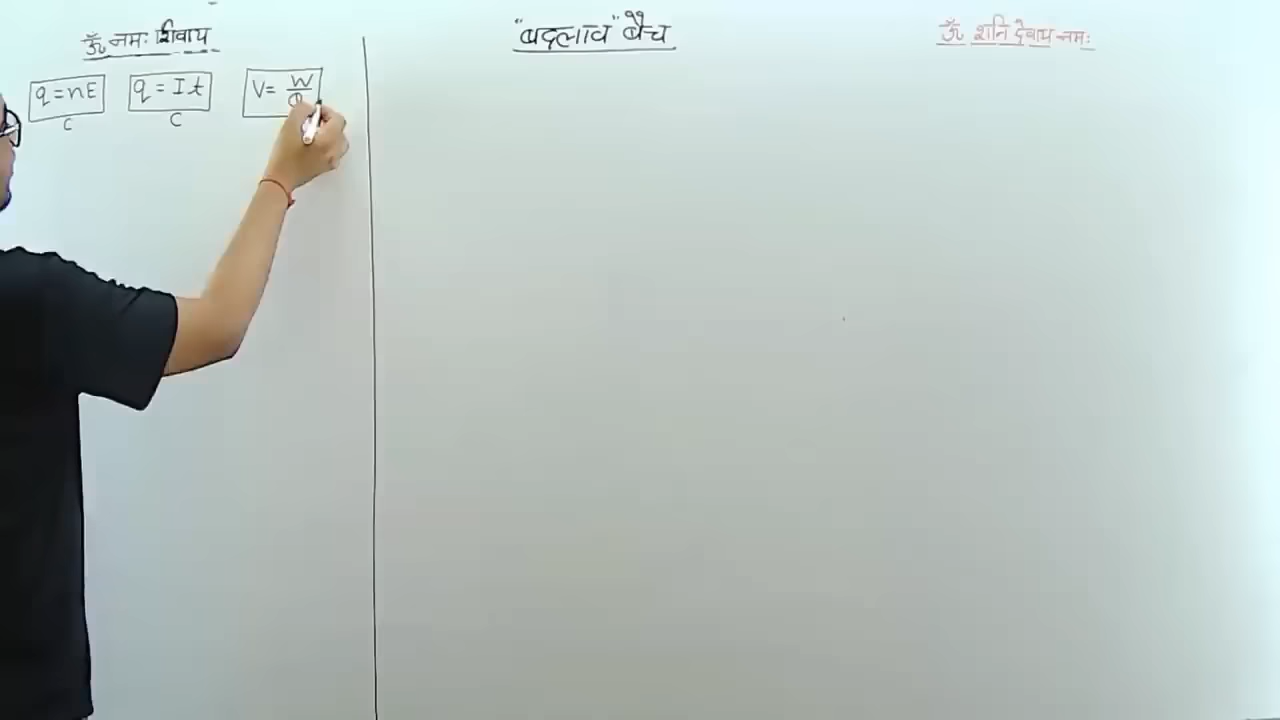 ॐ नमः शिवाय
"बदलाव" बैच
ॐ शनि देवाय नमः
q = nE
C
q = It
C
V = W/Q